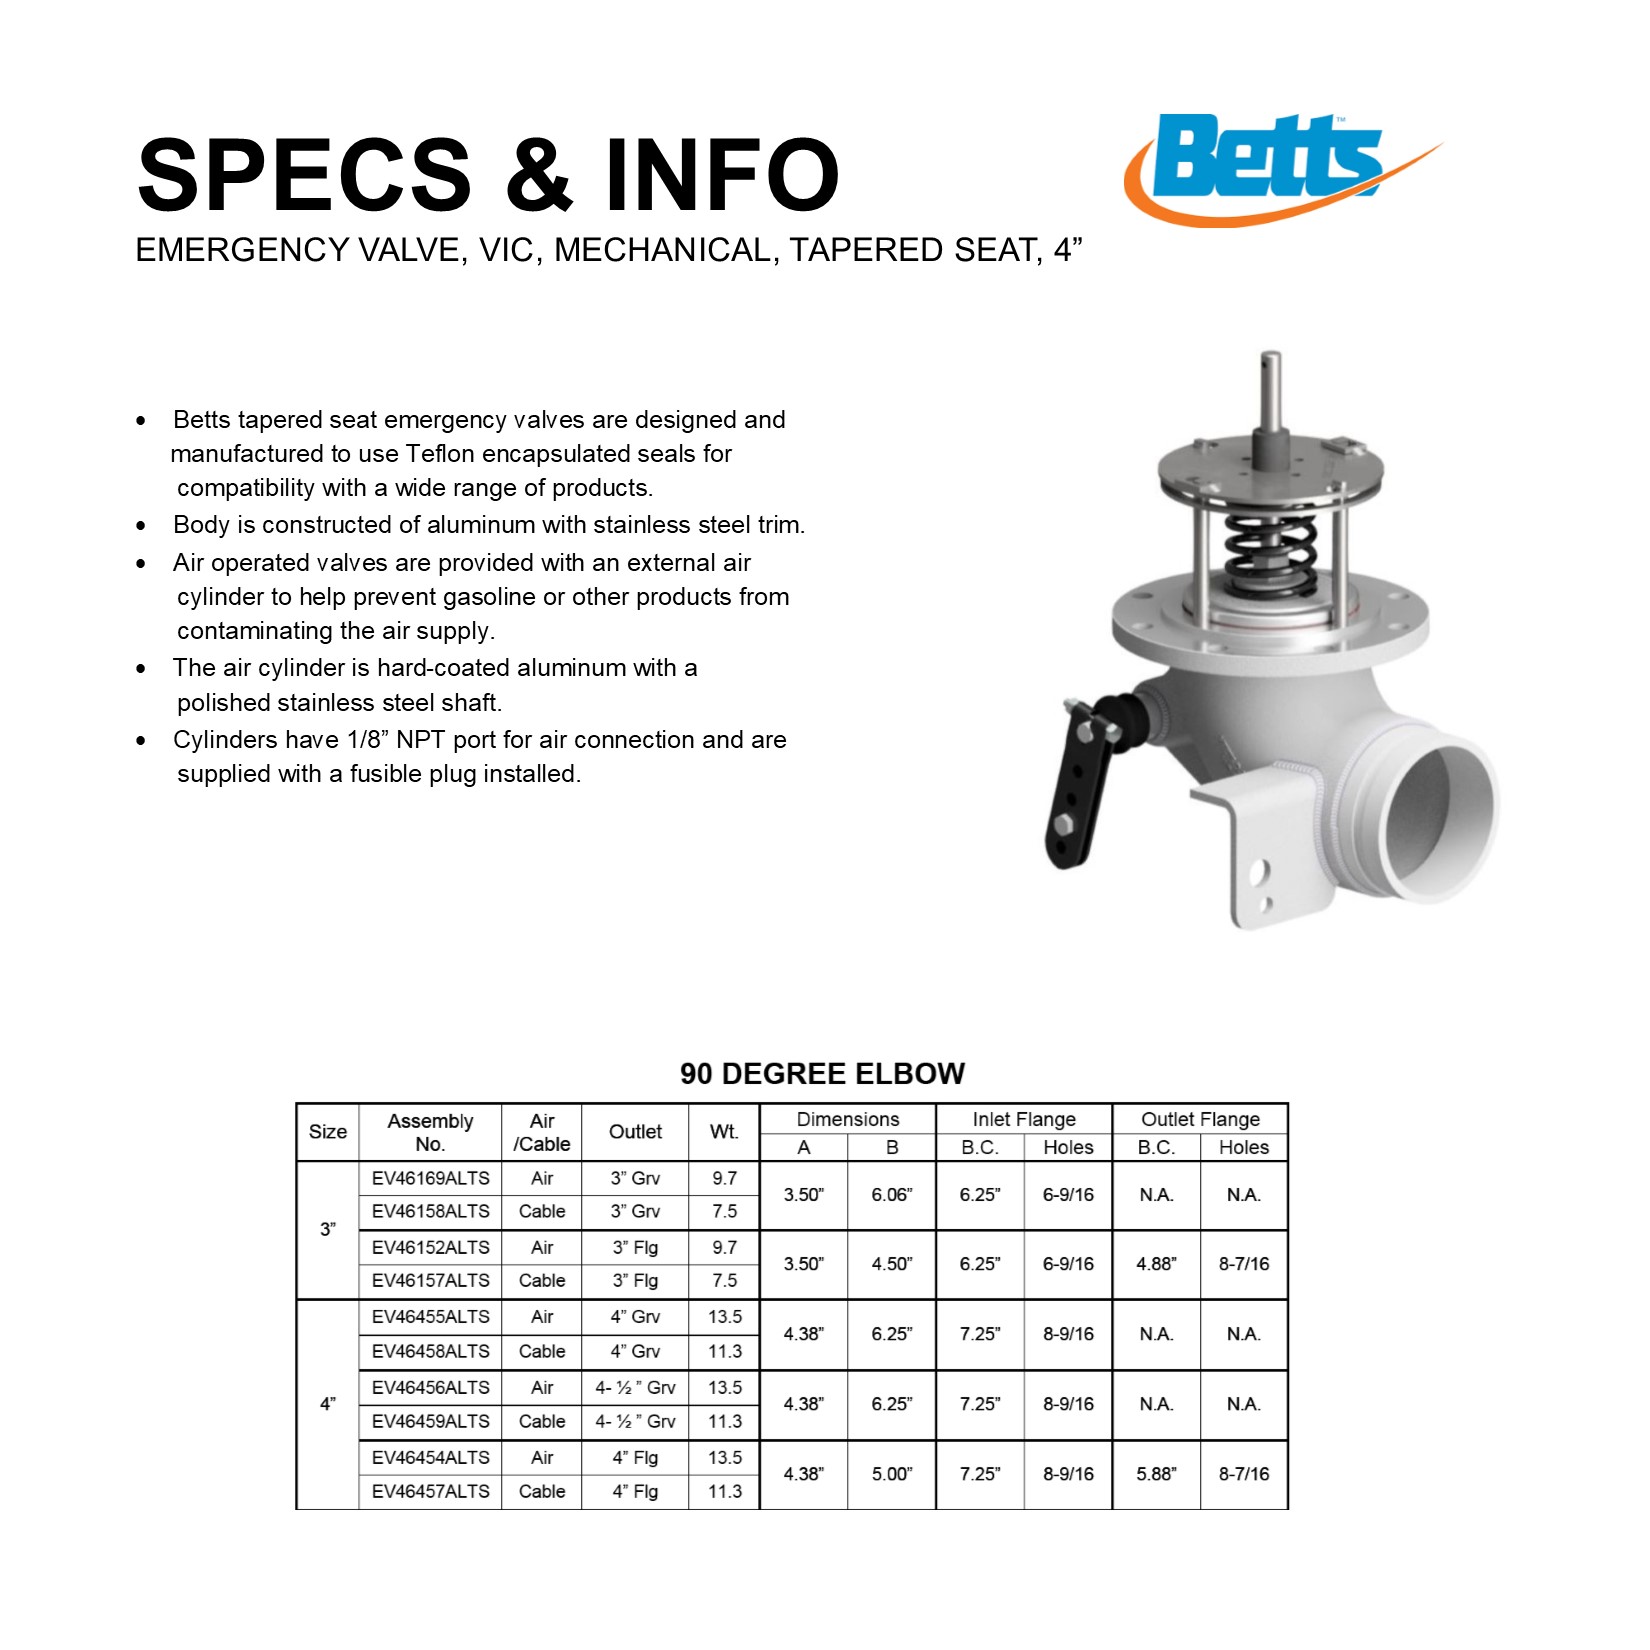 Betts™
SPECS & INFO
EMERGENCY VALVE, VIC, MECHANICAL, TAPERED SEAT, 4”
• Betts tapered seat emergency valves are designed and
manufactured to use Teflon encapsulated seals for
compatibility with a wide range of products.
• Body is constructed of aluminum with stainless steel trim.
• Air operated valves are provided with an external air
cylinder to help prevent gasoline or other products from
contaminating the air supply.
• The air cylinder is hard-coated aluminum with a
polished stainless steel shaft.
• Cylinders have 1/8” NPT port for air connection and are
supplied with a fusible plug installed.
90 DEGREE ELBOW
Size Assembly No. Air /Cable Outlet Wt. Dimensions Inlet Flange Outlet Flange
A B B.C. Holes B.C. Holes
3”
EV46169ALTS Air 3” Grv 9.7 3.50” 6.06” 6.25” 6-9/16 N.A. N.A.
EV46158ALTS Cable 3” Grv 7.5
EV46152ALTS Air 3” Flg 9.7 3.50” 4.50” 6.25” 6-9/16 4.88” 8-7/16
EV46157ALTS Cable 3” Flg 7.5
4”
EV46455ALTS Air 4” Grv 13.5 4.38” 6.25” 7.25” 8-9/16 N.A. N.A.
EV46458ALTS Cable 4” Grv 11.3
EV46456ALTS Air 4- ½ ” Grv 13.5 4.38” 6.25” 7.25” 8-9/16 N.A. N.A.
EV46459ALTS Cable 4- ½ ” Grv 11.3
EV46454ALTS Air 4” Flg 13.5 4.38” 5.00” 7.25” 8-9/16 5.88” 8-7/16
EV46457ALTS Cable 4” Flg 11.3